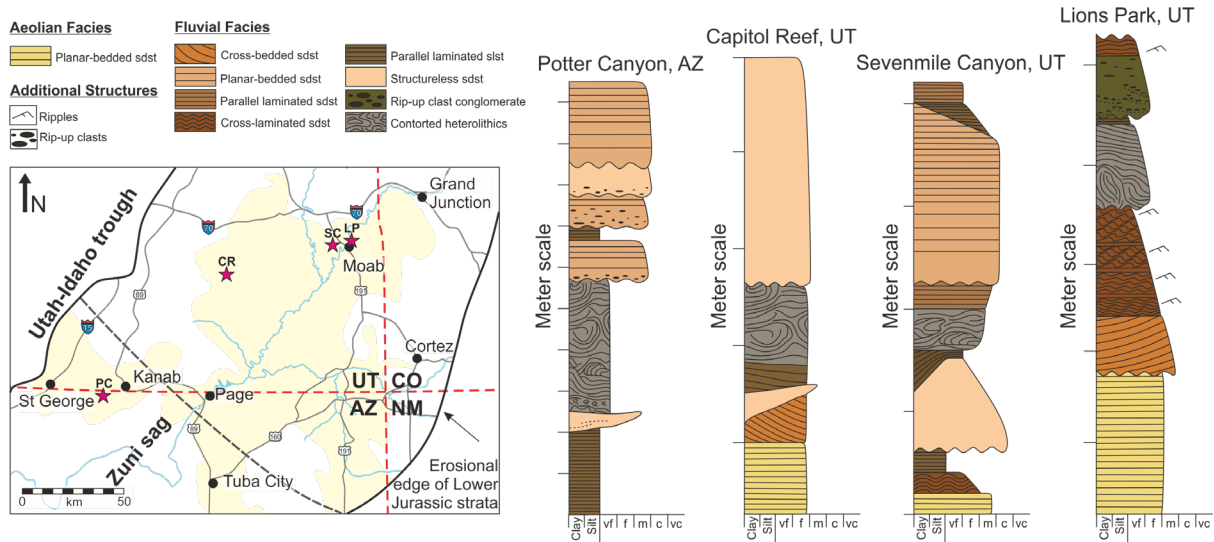 Aeolian Facies
Planar-bedded sdst
Additional Structures
Ripples
Rip-up clasts
Fluvial Facies
Cross-bedded sdst
Planar-bedded sdst
Parallel laminated sdst
Cross-laminated sdst
Parallel laminated slst
Structureless sdst
Rip-up clast conglomerate
Contorted heterolithics
N
Utah-Idaho trough
Zuni sag
70
70
Grand
Junction
SC
LP
Moab
CR
89
191
15
Cortez
PC
Kanab
St George
Page
UT
CO
AZ
NM
89
160
191
Tuba City
Erosional
edge of Lower
Jurassic strata
0
km
50
Potter Canyon, AZ
Meter scale
Clay
Silt
vf
f
m
c
vc
Capitol Reef, UT
Meter scale
Clay
Silt
vf
f
m
c
vc
Sevenmile Canyon, UT
Meter scale
Clay
Silt
vf
f
m
c
vc
Lions Park, UT
Meter scale
Clay
Silt
vf
f
m
c
vc